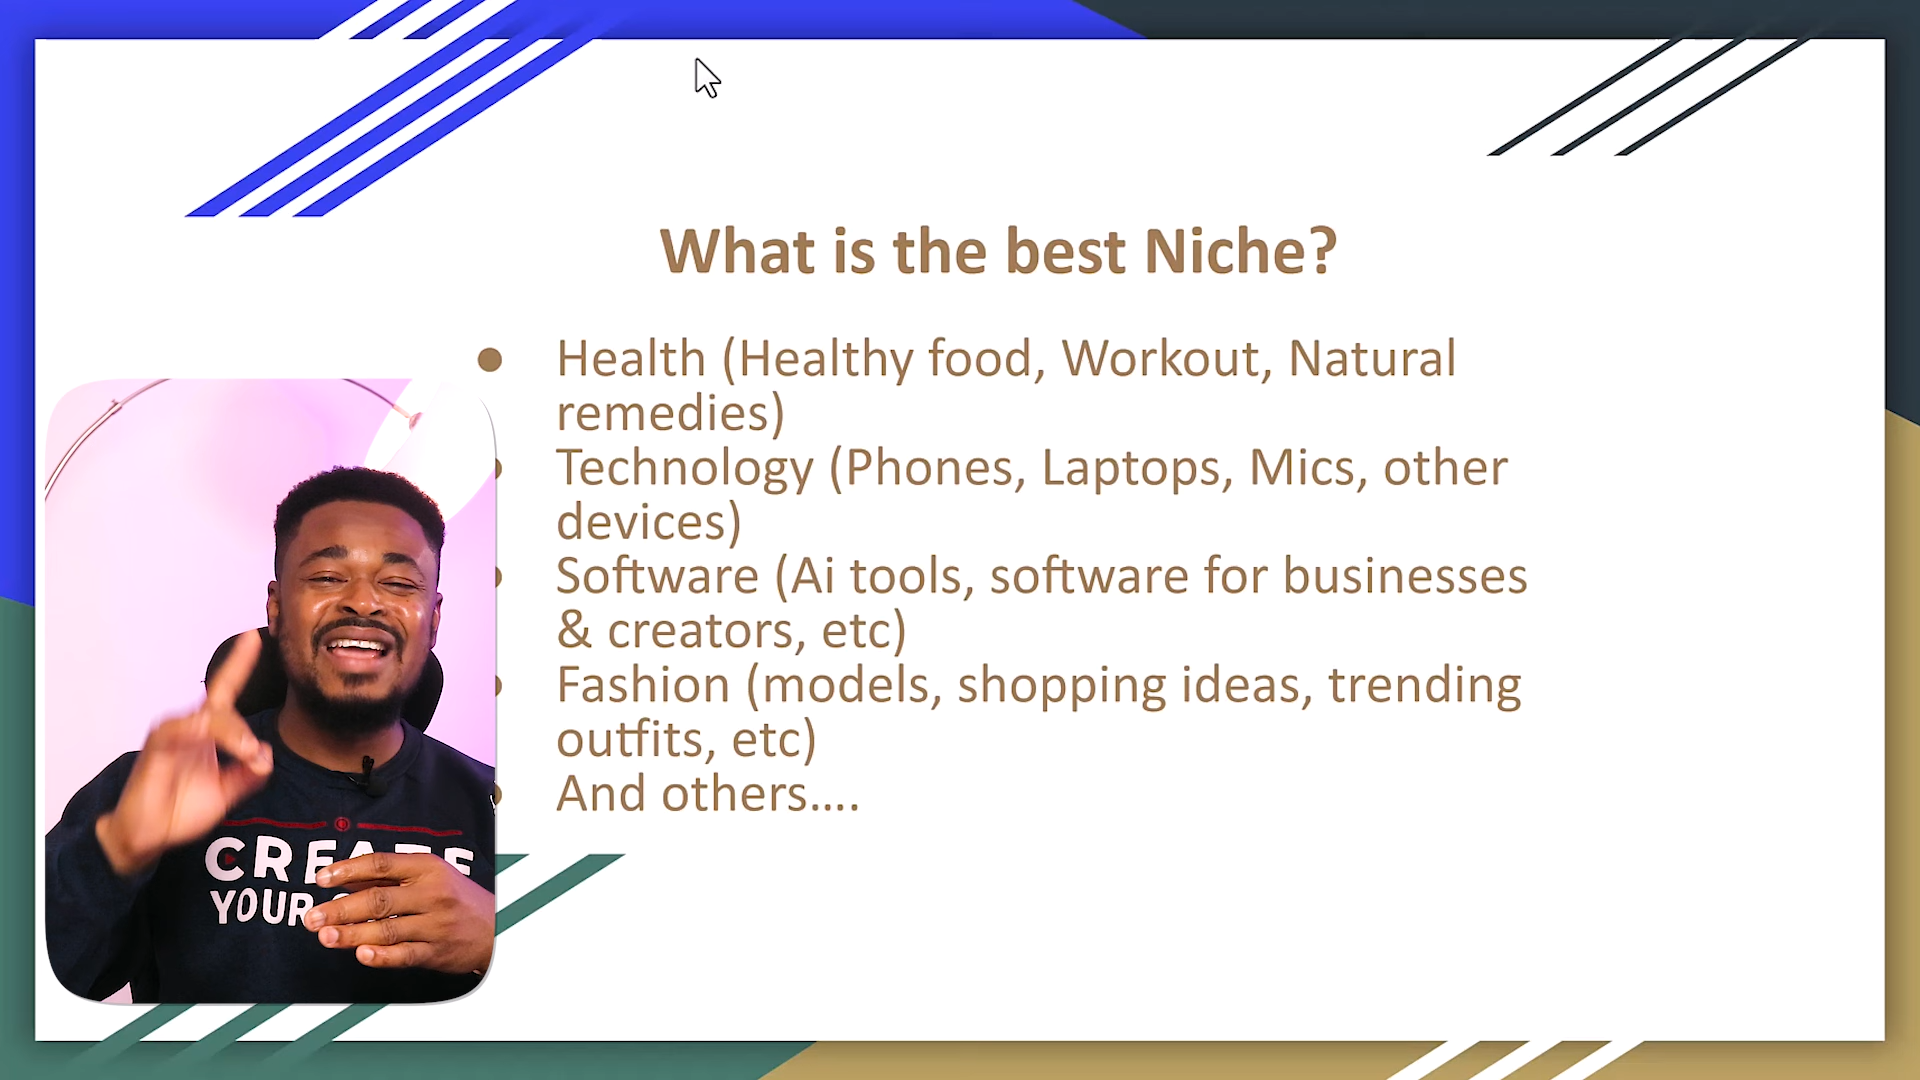 What is the best Niche?
● Health (Healthy food, Workout, Natural
remedies)
Technology (Phones, Laptops, Mics, other
devices)
Software (Ai tools, software for businesses
& creators, etc)
Fashion (models, shopping ideas, trending
outfits, etc)
And others....
CREATE
YOUR